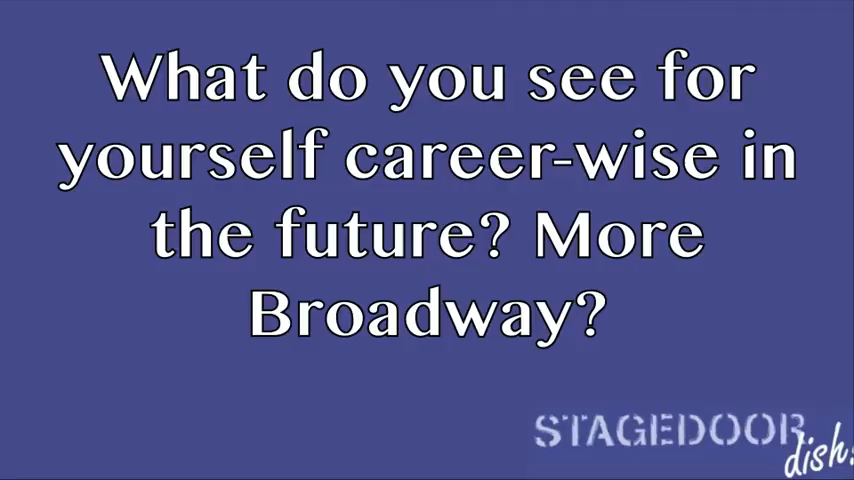 What do you see for
yourself career-wise in
the future? More
Broadway?
STAGEDOOR
dish!